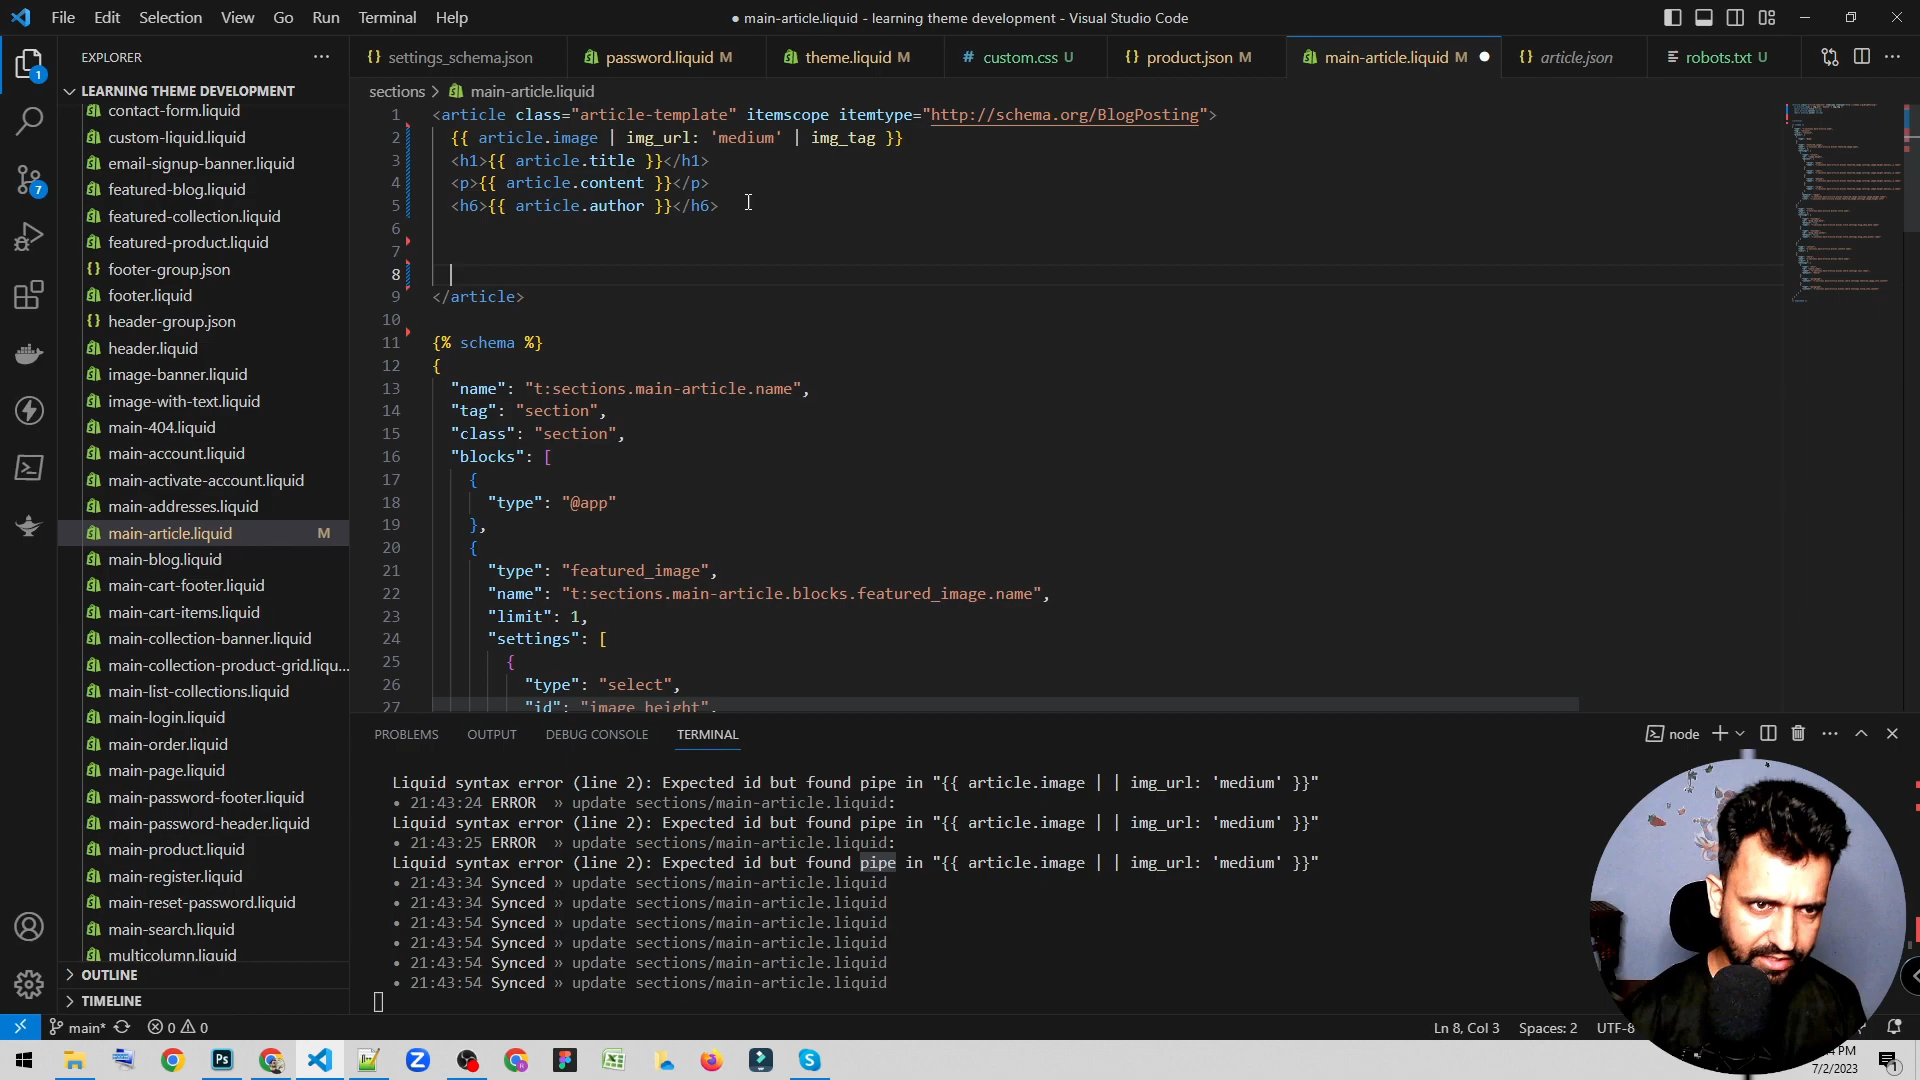 File Edit Selection View Go Run Terminal Help
● main-article.liquid - learning theme development - Visual Studio Code
EXPLORER
settings_schema.json password.liquid M theme.liquid M # custom.css U {} product.json M main-article.liquid M {} article.json robots.txt U
sections > main-article.liquid
LEARNING THEME DEVELOPMENT
contact-form.liquid
custom-liquid.liquid
email-signup-banner.liquid
featured-blog.liquid
featured-collection.liquid
featured-product.liquid
{} footer-group.json
footer.liquid
{} header-group.json
header.liquid
image-banner.liquid
image-with-text.liquid
main-404.liquid
main-account.liquid
main-activate-account.liquid
main-addresses.liquid
main-article.liquid M
main-blog.liquid
main-cart-footer.liquid
main-cart-items.liquid
main-collection-banner.liquid
main-collection-product-grid.liqu...
main-list-collections.liquid
main-login.liquid
main-order.liquid
main-page.liquid
main-password-footer.liquid
main-password-header.liquid
main-product.liquid
main-register.liquid
main-reset-password.liquid
main-search.liquid
multicolumn.liquid
OUTLINE
TIMELINE
1 <article class="article-template" itemscope itemtype="http://schema.org/BlogPosting">
2 {{ article.image | img_url: 'medium' | img_tag }}
3 <h1>{{ article.title }}</h1>
4 <p>{{ article.content }}</p>
5 <h6>{{ article.author }}</h6>
6
7
8
9 </article>
10
11 {% schema %}
12 {
13 "name": "t:sections.main-article.name",
14 "tag": "section",
15 "class": "section",
16 "blocks": [
17 {
18 "type": "@app"
19 },
20 {
21 "type": "featured_image",
22 "name": "t:sections.main-article.blocks.featured_image.name",
23 "limit": 1,
24 "settings": [
25 {
26 "type": "select",
27 "id": "image_height",
PROBLEMS OUTPUT DEBUG CONSOLE TERMINAL
node
Liquid syntax error (line 2): Expected id but found pipe in "{{ article.image | | img_url: 'medium' }}"
• 21:43:24 ERROR » update sections/main-article.liquid:
Liquid syntax error (line 2): Expected id but found pipe in "{{ article.image | | img_url: 'medium' }}"
• 21:43:25 ERROR » update sections/main-article.liquid:
Liquid syntax error (line 2): Expected id but found pipe in "{{ article.image | | img_url: 'medium' }}"
• 21:43:34 Synced » update sections/main-article.liquid
• 21:43:34 Synced » update sections/main-article.liquid
• 21:43:54 Synced » update sections/main-article.liquid
• 21:43:54 Synced » update sections/main-article.liquid
• 21:43:54 Synced » update sections/main-article.liquid
• 21:43:54 Synced » update sections/main-article.liquid
main* 0 0
Ln 8, Col 3 Spaces: 2 UTF-8
PM
7/2/2023
1
7
Ps